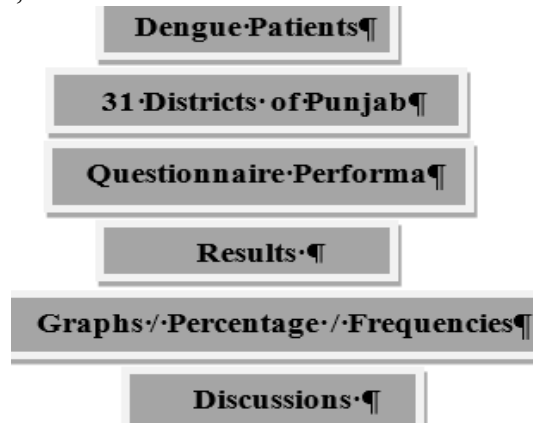 Dengue·Patients¶
31·Districts·of·Punjab¶
Questionnaire·Performa¶
Results·¶
Graphs·/·Percentage·/·Frequencies¶
Discussions·¶